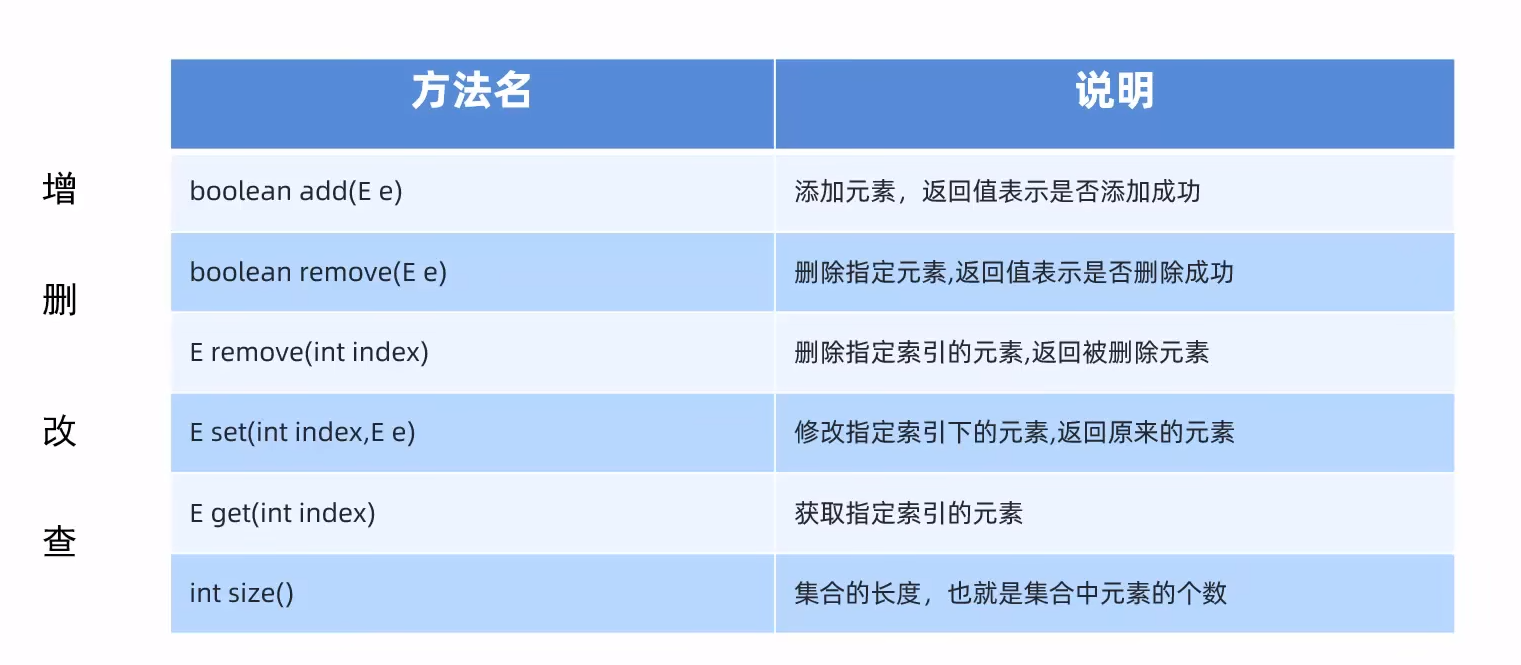 方法名 说明
增
boolean add(E e) 添加元素，返回值表示是否添加成功
boolean remove(E e) 删除指定元素,返回值表示是否删除成功
删
E remove(int index) 删除指定索引的元素,返回被删除元素
改
E set(int index,E e) 修改指定索引下的元素,返回原来的元素
E get(int index) 获取指定索引的元素
查
int size() 集合的长度，也就是集合中元素的个数